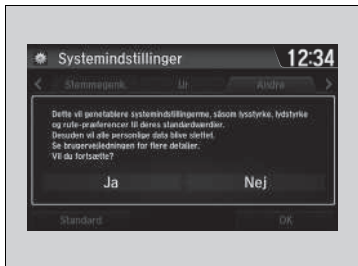 Systemindstillinger
12:34
Stemmegenk.
Ur
Andre
Dette vil genetablere systemindstillingerne, såsom lysstyrke, lydstyrke
og rute-præferencer til deres standardværdier.
Desuden vil alle personlige data blive slettet.
Se brugervejledningen for flere detaljer.
Vil du fortsætte?
Ja
Nej
Standard
OK